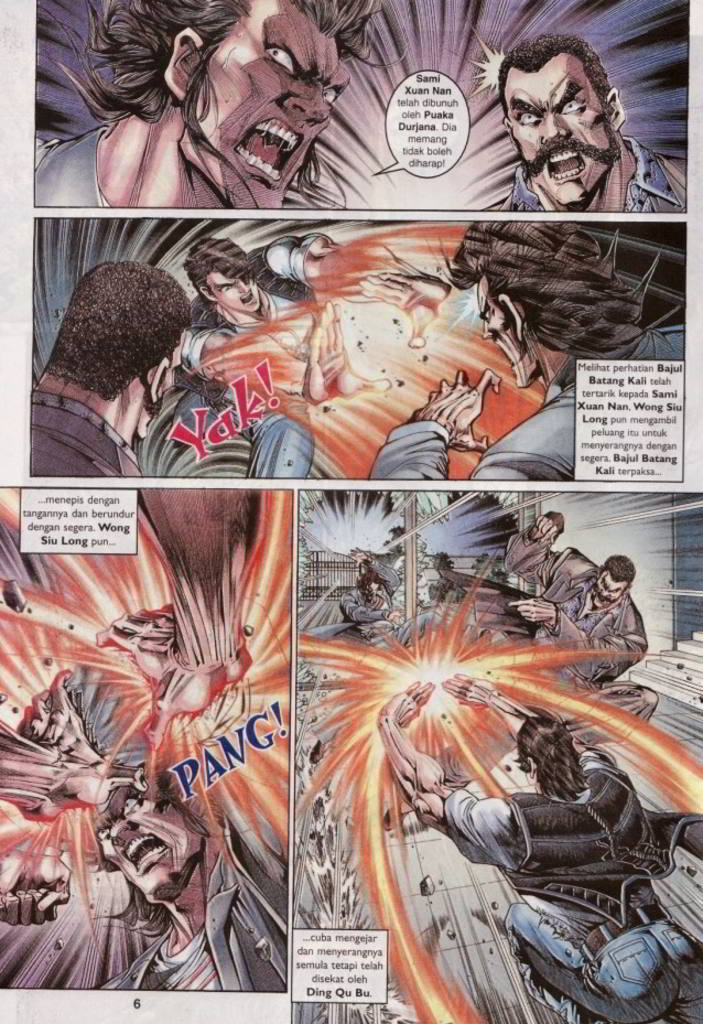 Sami
Xuan Nan
telah dibunuh
oleh Puaka
Durjana. Dia
memang
tidak boleh
diharap!
Yak!
Melihat perhatian Bajul
Batang Kali telah
tertarik kepada Sami
Xuan Nan, Wong Siu
Long pun mengambil
peluang itu untuk
menyerangnya dengan
segera. Bajul Batang
Kali terpaksa...
...menepis dengan
tangannya dan berundur
dengan segera. Wong
Siu Long pun...
PANG!
...cuba mengejar
dan menyerangnya
semula tetapi telah
disekat oleh
Ding Qu Bu.
6